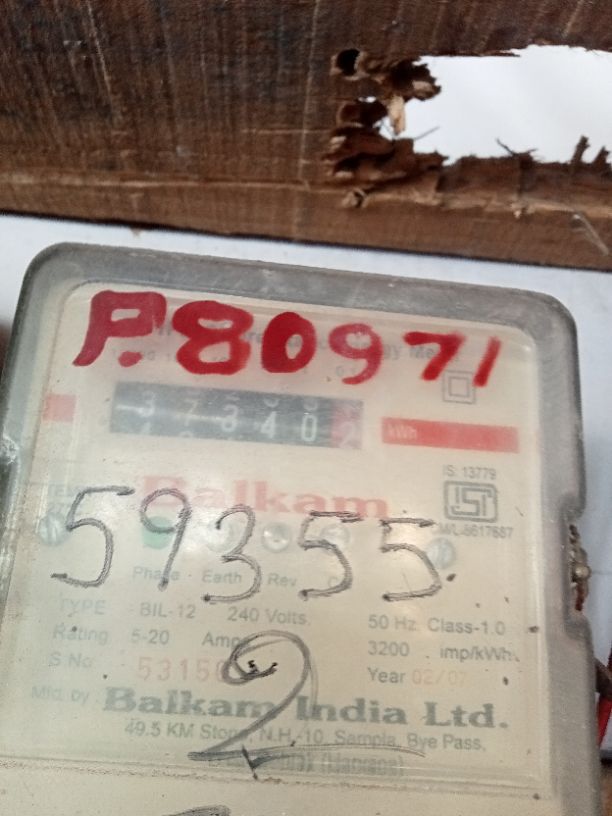 P.80971
37340 2
kWh
IS: 13779
Balkam
ISI
59355
Phase Earth Rev
TYPE BIL-12 240 Volts. 50 Hz. Class-1.0
Rating 5-20 Amp 3200 imp/kWh
S No Year 02/07
2
Mfd. by Balkam India Ltd.
49.5 KM Stone, N.H.-10, Sampla, Bye Pass,